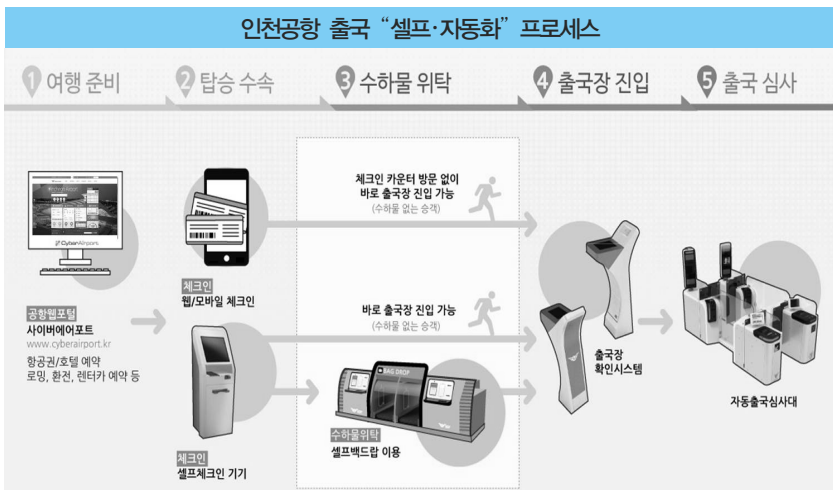 인천공항 출국 “셀프·자동화” 프로세스
1 여행 준비
2 탑승 수속
3 수하물 위탁
4 출국장 진입
5 출국 심사
CyberAirport
공항웹포털
사이버에어포트
www.cyberairport.kr
항공권/호텔 예약
로밍, 환전, 렌터카 예약 등
체크인
웹/모바일 체크인
체크인
셀프체크인 기기
체크인 카운터 방문 없이
바로 출국장 진입 가능
(수하물 없는 승객)
바로 출국장 진입 가능
(수하물 없는 승객)
BAG DROP
수하물위탁
셀프백드랍 이용
출국장
확인시스템
자동출국심사대